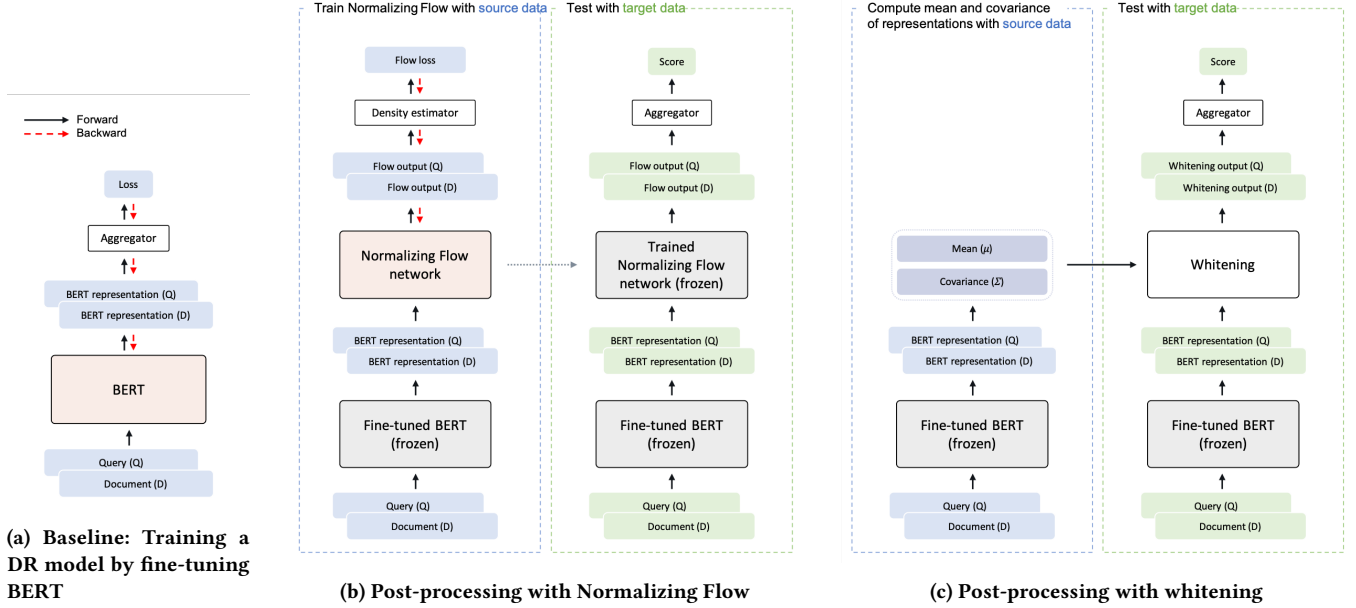 Forward
Backward
Loss
Aggregator
BERT representation (Q)
BERT representation (D)
BERT
Query (Q)
Document (D)
(a) Baseline: Training a
DR model by fine-tuning
BERT
Train Normalizing Flow with source data
Flow loss
Density estimator
Flow output (Q)
Flow output (D)
Normalizing Flow
network
BERT representation (Q)
BERT representation (D)
Fine-tuned BERT
(frozen)
Query (Q)
Document (D)
Test with target data
Score
Aggregator
Flow output (Q)
Flow output (D)
Trained
Normalizing Flow
network (frozen)
BERT representation (Q)
BERT representation (D)
Fine-tuned BERT
(frozen)
Query (Q)
Document (D)
(b) Post-processing with Normalizing Flow
Compute mean and covariance
of representations with source data
Mean (μ)
Covariance (Σ)
BERT representation (Q)
BERT representation (D)
Fine-tuned BERT
(frozen)
Query (Q)
Document (D)
Test with target data
Score
Aggregator
Whitening output (Q)
Whitening output (D)
Whitening
BERT representation (Q)
BERT representation (D)
Fine-tuned BERT
(frozen)
Query (Q)
Document (D)
(c) Post-processing with whitening